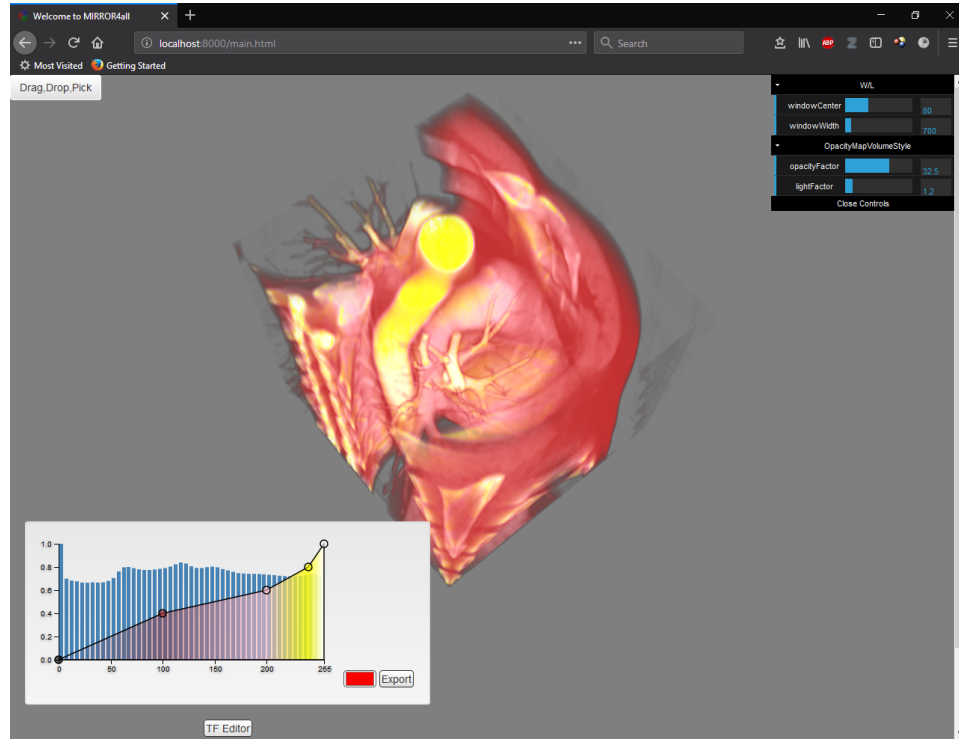 Welcome to MIRROR4all
localhost:8000/main.html
Search
ABP
Most Visited Getting Started
Drag,Drop,Pick
W/L
windowCenter 80
windowWidth 700
OpacityMapVolumeStyle
opacityFactor 32.5
lightFactor 1.2
Close Controls
1.0
0.8
0.6
0.4
0.2
0.0
0 50 100 150 200 255
Export
TF Editor